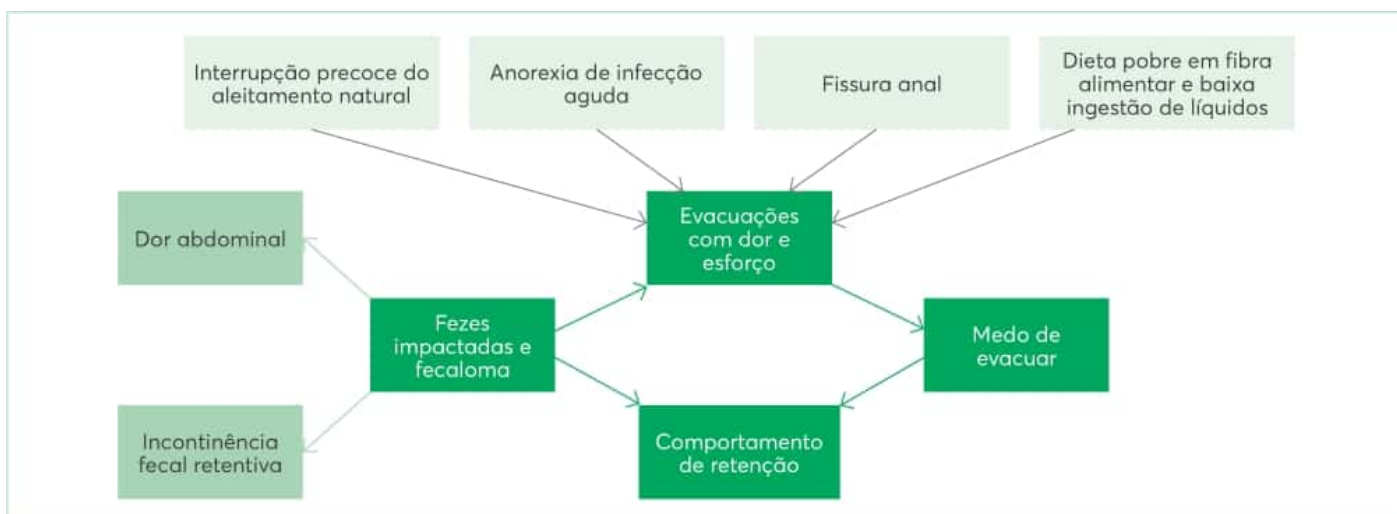 Interrupção precoce do
aleitamento natural
Anorexia de infecção
aguda
Fissura anal
Dieta pobre em fibra
alimentar e baixa
ingestão de líquidos
Dor abdominal
Evacuações
com dor e
esforço
Fezes
impactadas e
fecaloma
Medo de
evacuar
Incontinência
fecal retentiva
Comportamento
de retenção